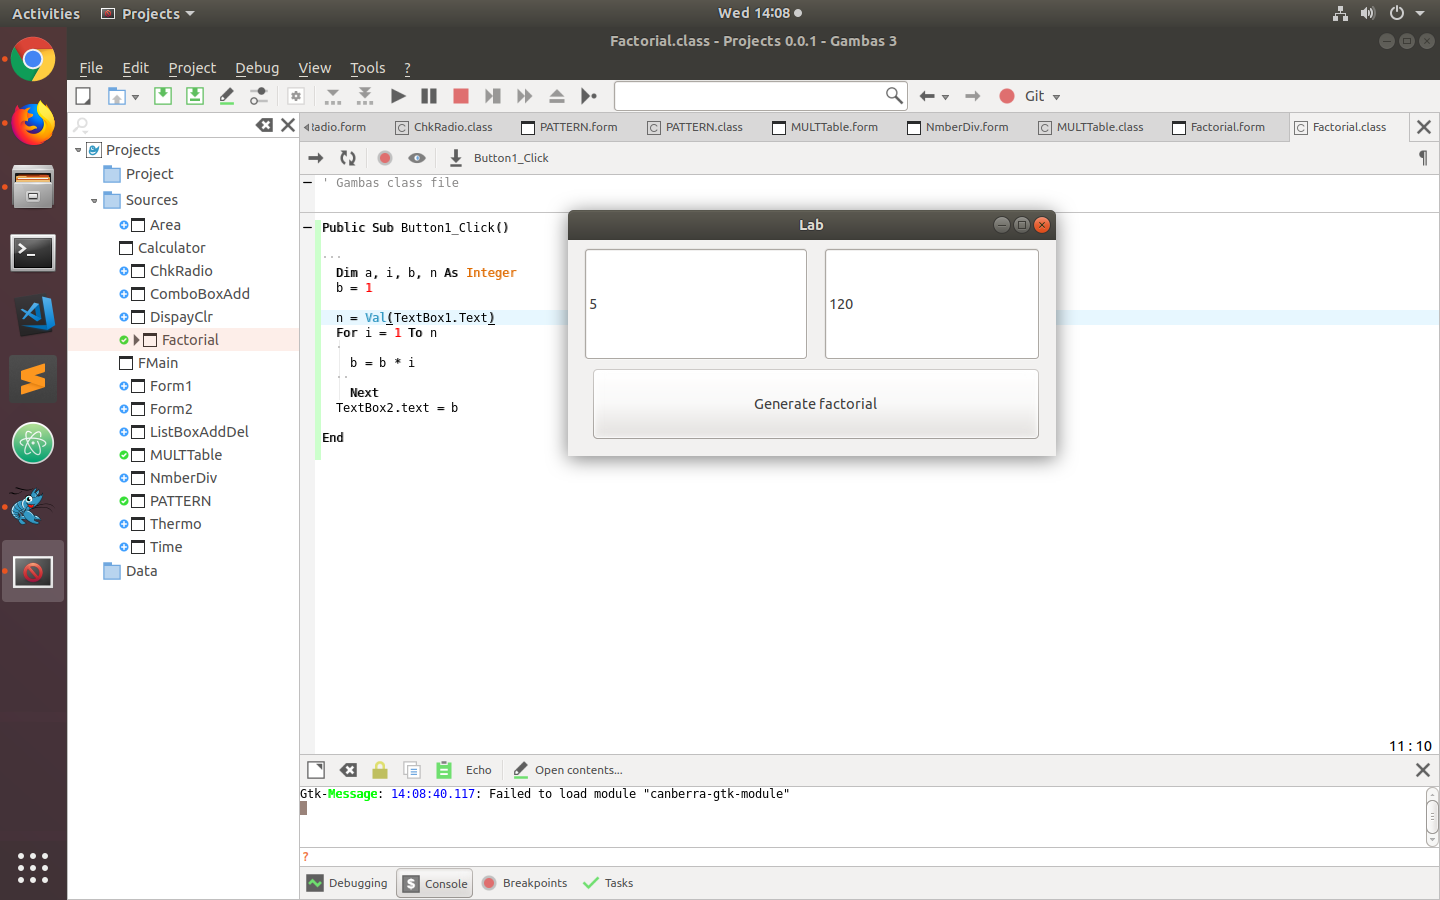 Activities
Projects
Wed 14:08
Factorial.class - Projects 0.0.1 - Gambas 3
File Edit Project Debug View Tools ?
Git
adio.form ChkRadio.class PATTERN.form PATTERN.class MULTTable.form NmberDiv.form MULTTable.class Factorial.form Factorial.class
Button1_Click
Projects
Project
Sources
Area
Calculator
ChkRadio
ComboBoxAdd
DispayClr
Factorial
FMain
Form1
Form2
ListBoxAddDel
MULTTable
NmberDiv
PATTERN
Thermo
Time
Data
' Gambas class file
Public Sub Button1_Click()
Dim a, i, b, n As Integer
b = 1
n = Val(TextBox1.Text)
For i = 1 To n
b = b * i
Next
TextBox2.text = b
End
Lab
5
120
Generate factorial
11:10
Echo Open contents...
Gtk-Message: 14:08:40.117: Failed to load module "canberra-gtk-module"
?
Debugging Console Breakpoints Tasks